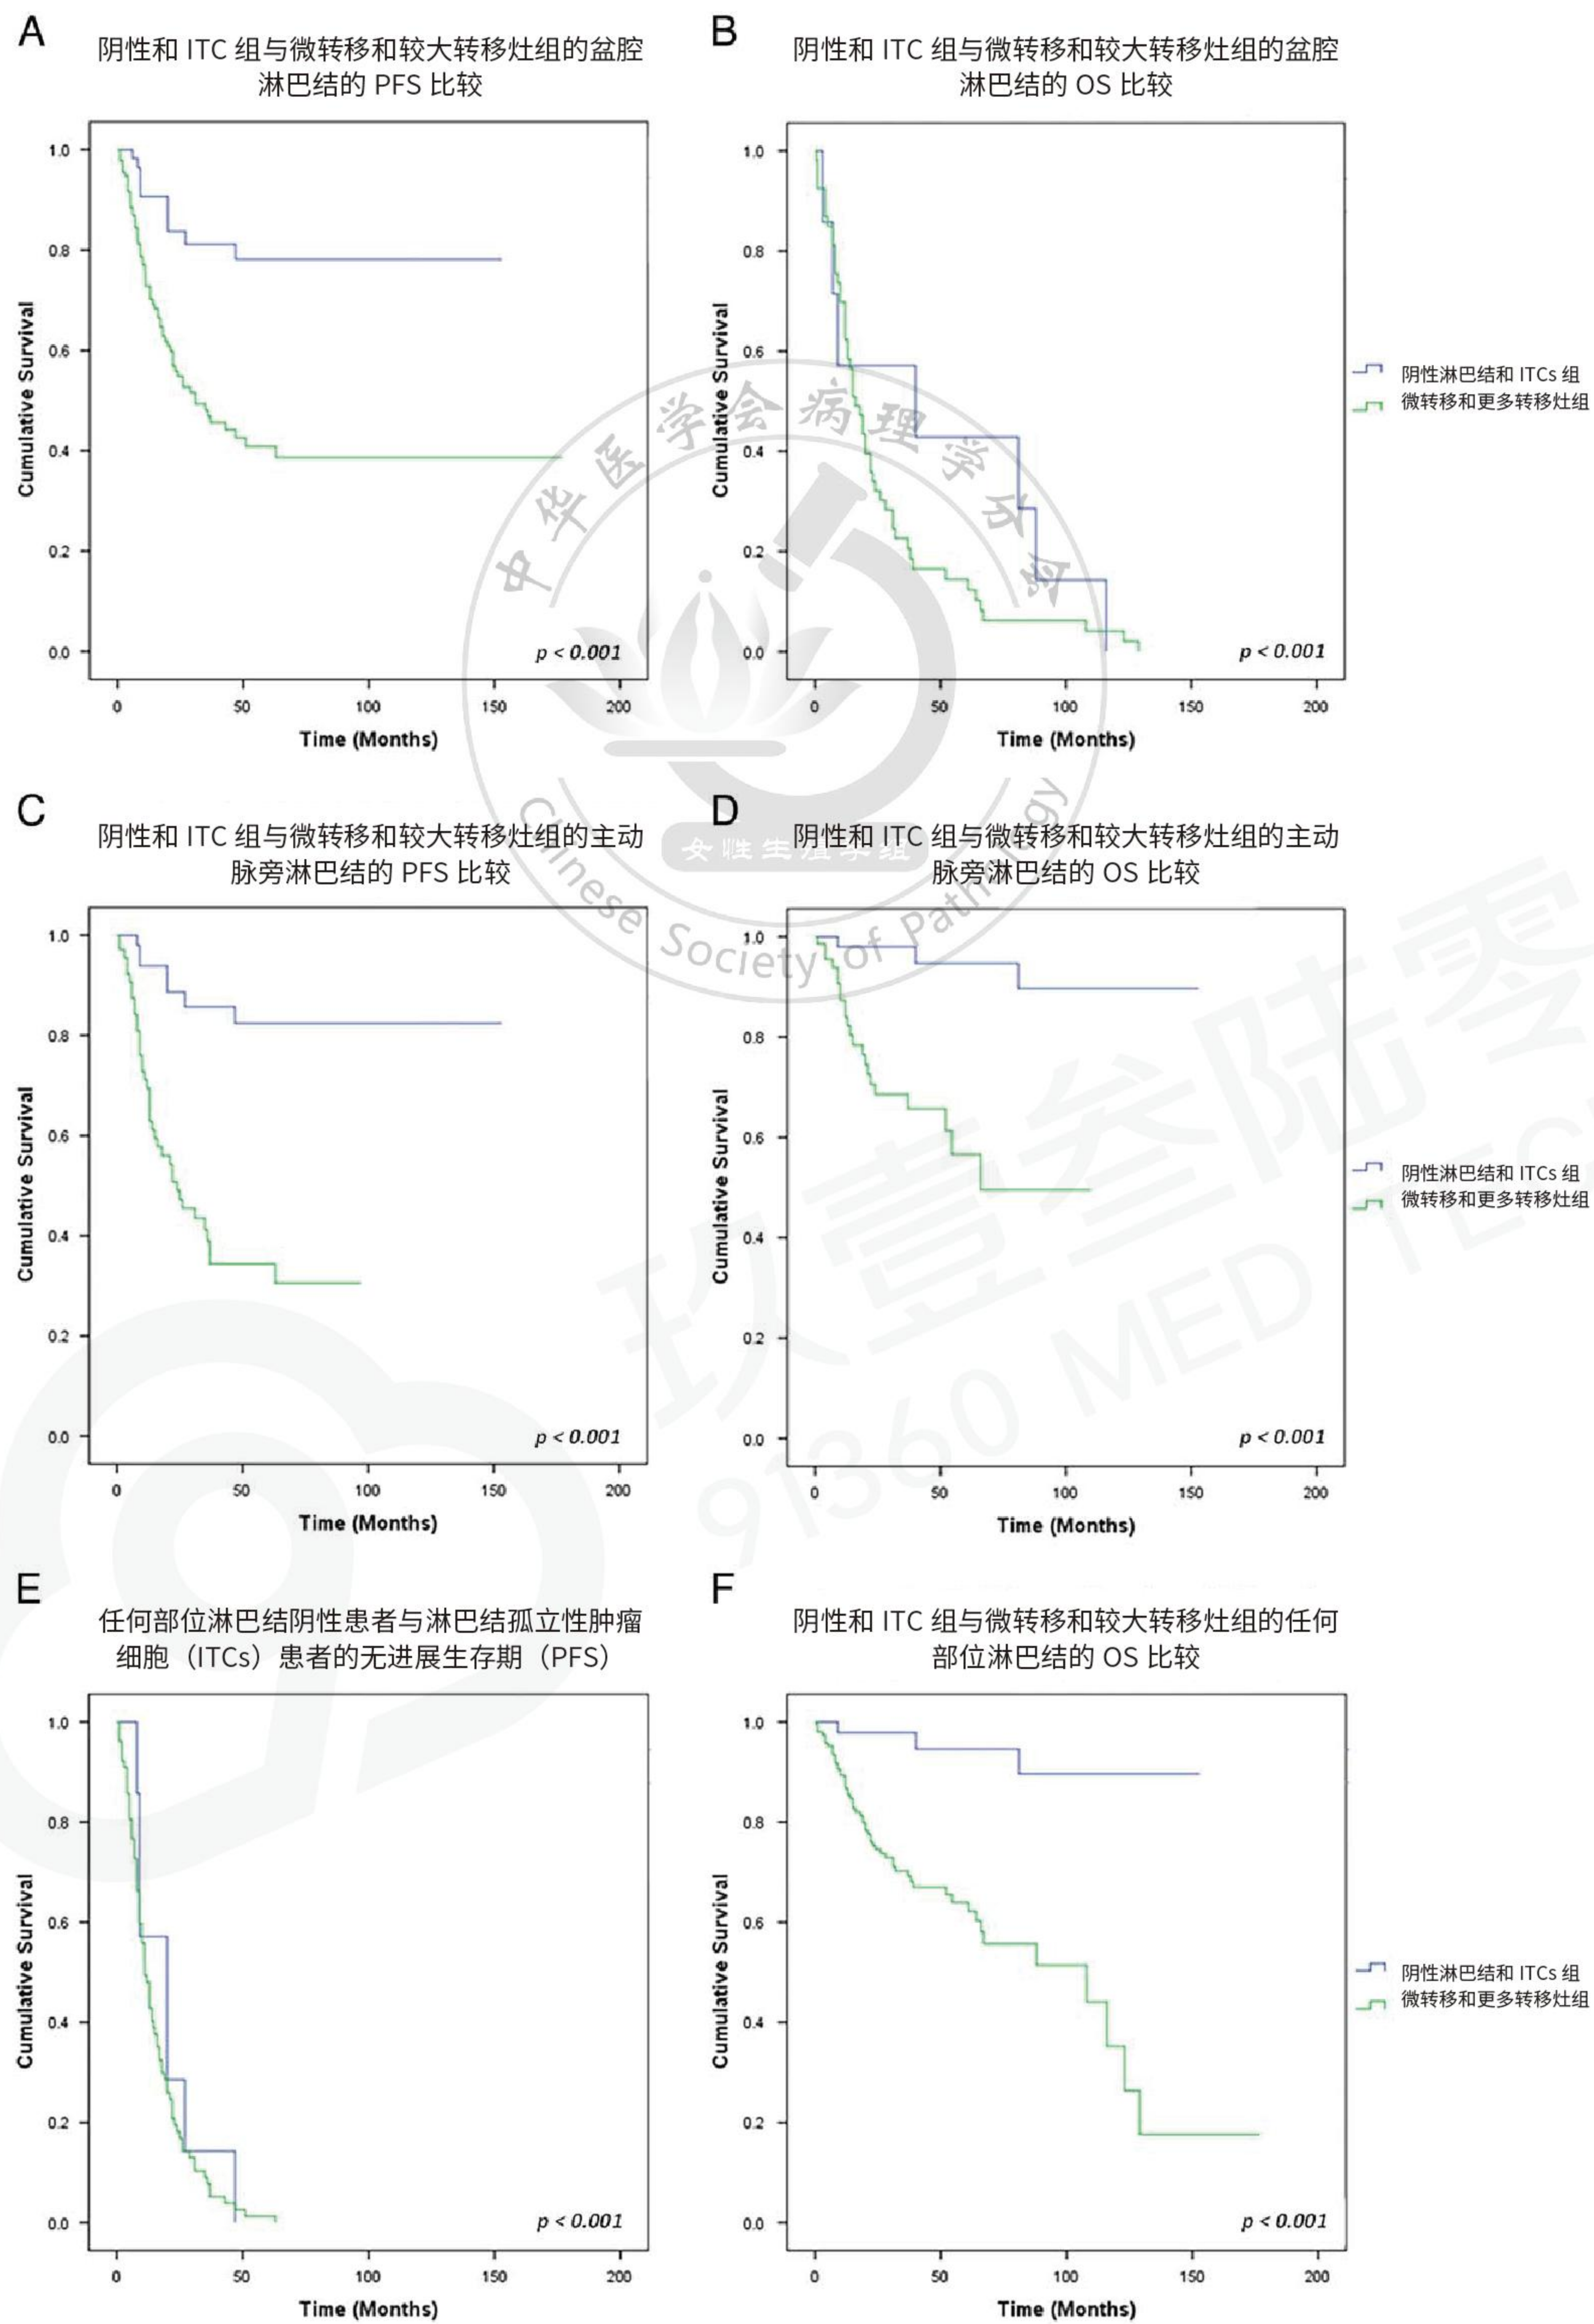 A
阴性和 ITC 组与微转移和较大转移灶组的盆腔
淋巴结的 PFS 比较
1.0
0.8
0.6
0.4
0.2
0.0
Cumulative Survival
p < 0.001
0 50 100 150 200
Time (Months)
B
阴性和 ITC 组与微转移和较大转移灶组的盆腔
淋巴结的 OS 比较
1.0
0.8
0.6
0.4
0.2
0.0
Cumulative Survival
p < 0.001
0 50 100 150 200
Time (Months)
阴性淋巴结和 ITCs 组
微转移和更多转移灶组
C
阴性和 ITC 组与微转移和较大转移灶组的主动
脉旁淋巴结的 PFS 比较
1.0
0.8
0.6
0.4
0.2
0.0
Cumulative Survival
p < 0.001
0 50 100 150 200
Time (Months)
D
阴性和 ITC 组与微转移和较大转移灶组的主动
脉旁淋巴结的 OS 比较
1.0
0.8
0.6
0.4
0.2
0.0
Cumulative Survival
p < 0.001
0 50 100 150 200
Time (Months)
阴性淋巴结和 ITCs 组
微转移和更多转移灶组
E
任何部位淋巴结阴性患者与淋巴结孤立性肿瘤
细胞（ITCs）患者的无进展生存期（PFS）
1.0
0.8
0.6
0.4
0.2
0.0
Cumulative Survival
p < 0.001
0 50 100 150 200
Time (Months)
F
阴性和 ITC 组与微转移和较大转移灶组的任何
部位淋巴结的 OS 比较
1.0
0.8
0.6
0.4
0.2
0.0
Cumulative Survival
p < 0.001
0 50 100 150 200
Time (Months)
阴性淋巴结和 ITCs 组
微转移和更多转移灶组
中华医学会病理学分会
女性生殖学组
Chinese Society of Pathology
玖壹叁陆零
91360 MED TEC